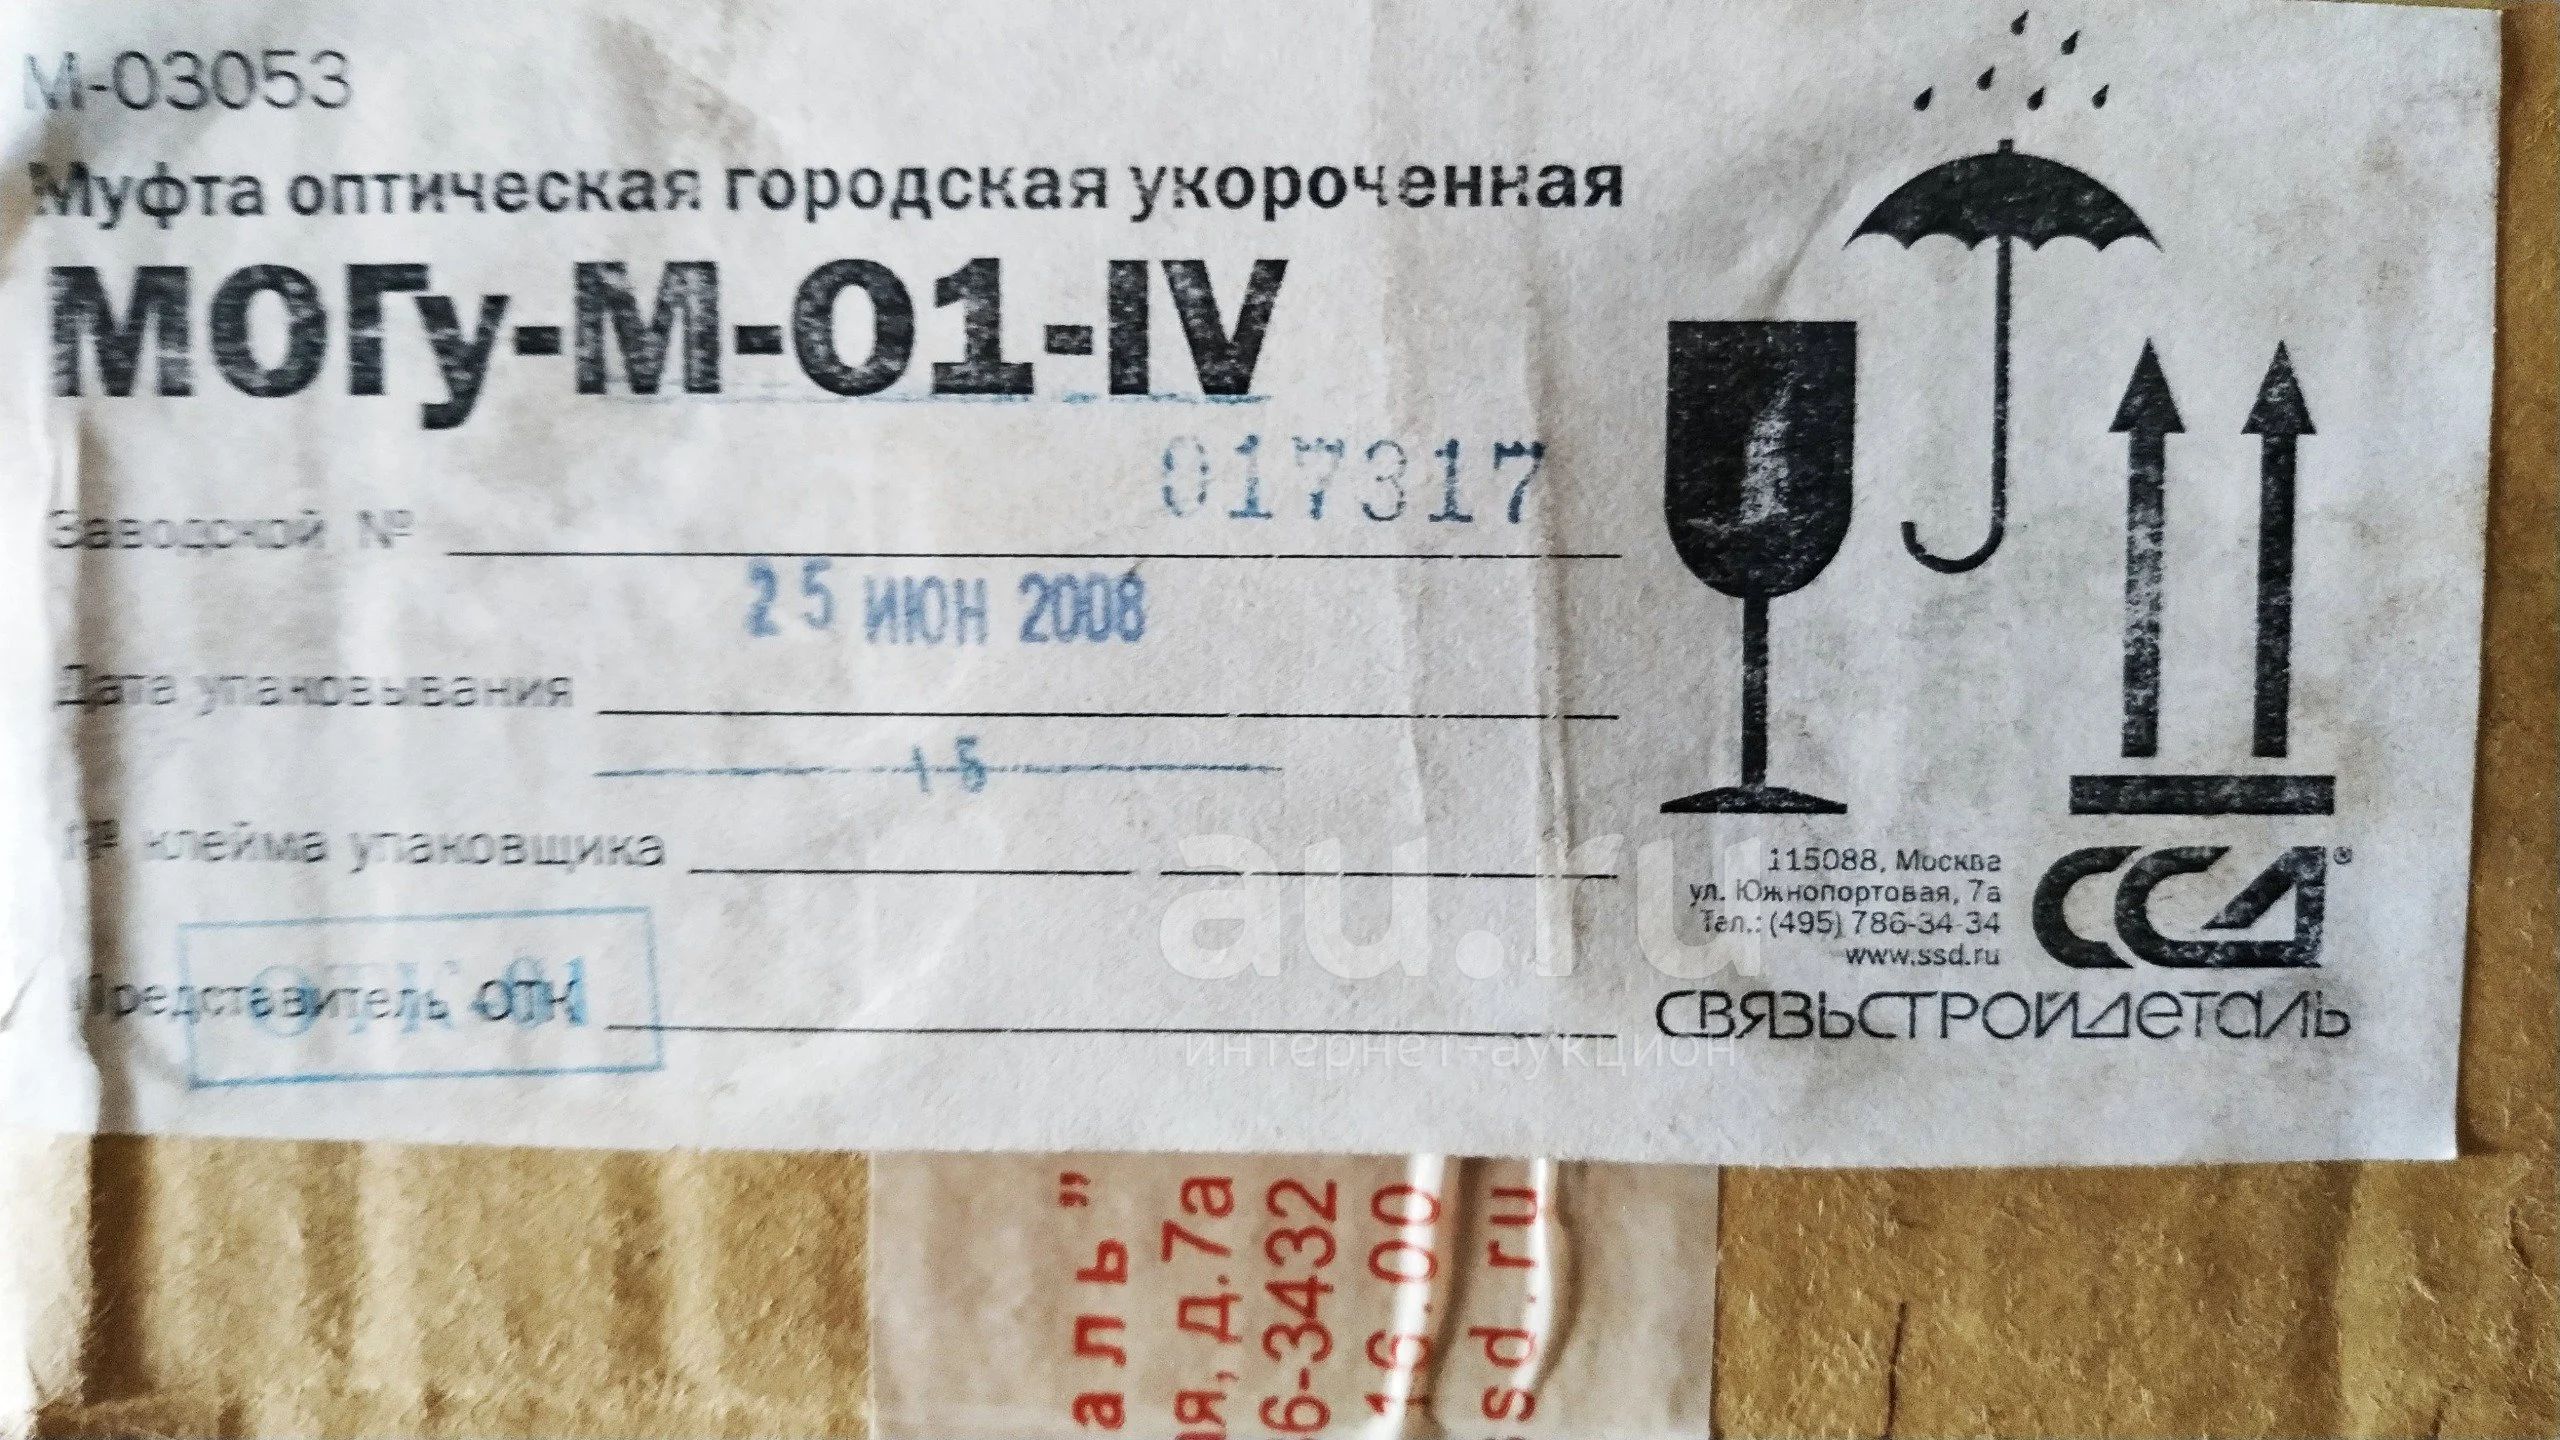 М-03053
Муфта оптическая городская укороченная
МОГу-М-01-IV
017317
Заводской №
25 ИЮН 2008
Дата упаковывания
15
№ клейма упаковщика
ОТК-01
Представитель ОТК
115088, Москва
ул. Южнопортовая, 7а
Тел.: (495) 786-34-34
www.ssd.ru
ССД®
СВЯЗЬСТРОЙДЕТАЛЬ
au.ru
интернет-аукцион
аль"
я, д.7а
6-3432
16.00
sd.ru